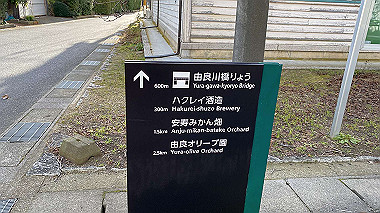 600m 由良川橋りょう
Yura-gawa-kyoryo Bridge
300m ハクレイ酒造
Hakurei-shuzo Brewery
1.5km 安寿みかん畑
Anju-mikan-batake Orchard
2.5km 由良オリーブ園
Yura-olive Orchard